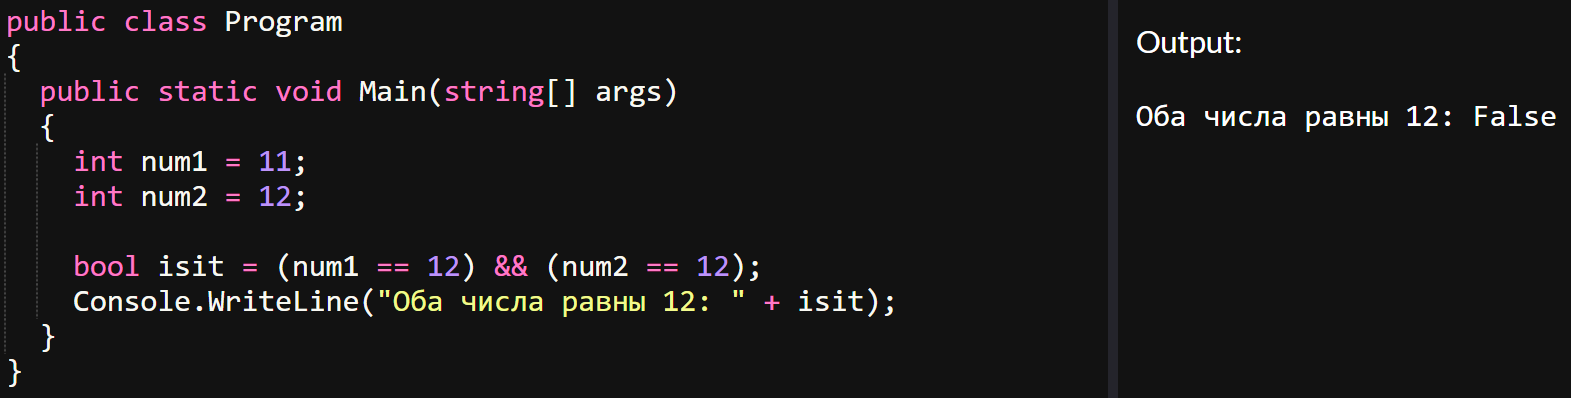 public class Program
{
public static void Main(string[] args)
{
int num1 = 11;
int num2 = 12;
bool isit = (num1 == 12) && (num2 == 12);
Console.WriteLine("Оба числа равны 12: " + isit);
}
}
Output:
Оба числа равны 12: False